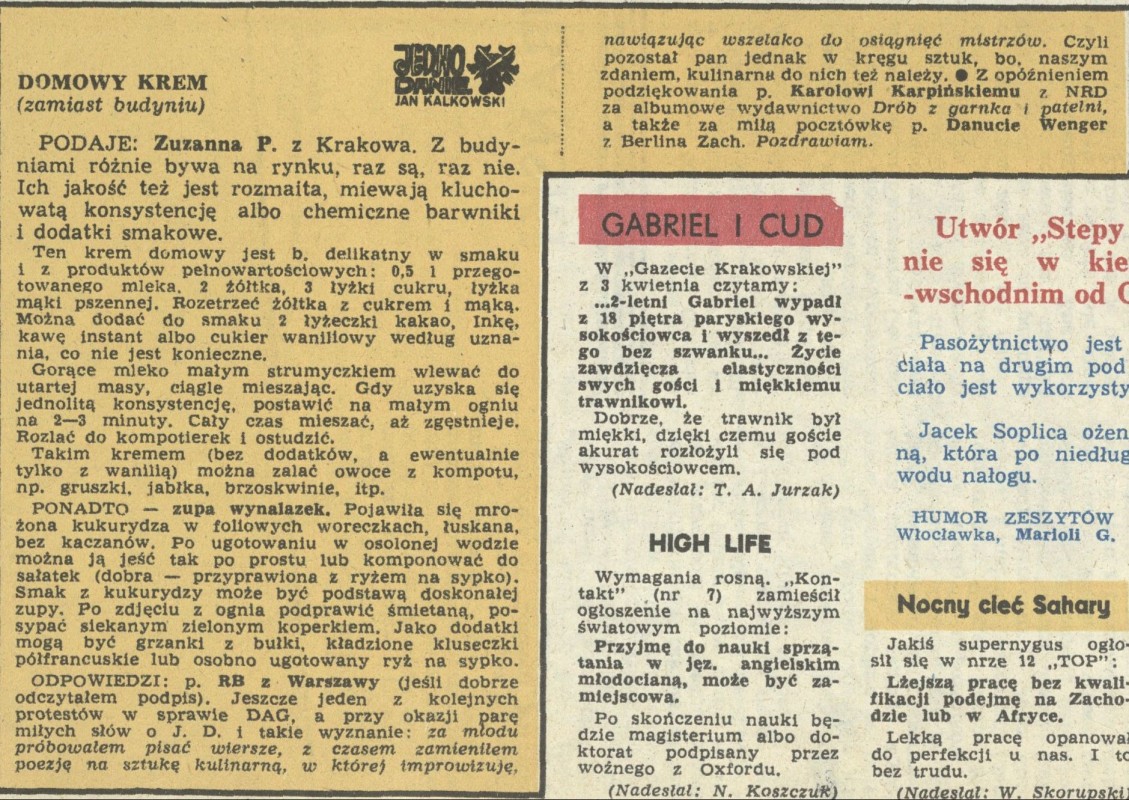 DOMOWY KREM
(zamiast budyniu)
JEDNO
DANIE
JAN KALKOWSKI
PODAJE: Zuzanna P. z Krakowa. Z budy-
niami różnie bywa na rynku, raz są, raz nie.
Ich jakość też jest rozmaita, miewają klucho-
watą konsystencję albo chemiczne barwniki
i dodatki smakowe.
Ten krem domowy jest b. delikatny w smaku
i z produktów pełnowartościowych: 0,5 l przego-
towanego mleka, 2 żółtka, 3 łyżki cukru, łyżka
mąki pszennej. Rozetrzeć żółtka z cukrem i mąką.
Można dodać do smaku 2 łyżeczki kakao, Inkę,
kawę instant albo cukier waniliowy według uzna-
nia, co nie jest konieczne.
Gorące mleko małym strumyczkiem wlewać do
utartej masy, ciągle mieszając. Gdy uzyska się
jednolitą konsystencję, postawić na małym ogniu
na 2—3 minuty. Cały czas mieszać, aż zgęstnieje.
Rozlać do kompotierek i ostudzić.
Takim kremem (bez dodatków, a ewentualnie
tylko z wanilią) można zalać owoce z kompotu,
np. gruszki, jabłka, brzoskwinie, itp.
PONADTO — zupa wynalazek. Pojawiła się mro-
żona kukurydza w foliowych woreczkach, łuskana,
bez kaczanów. Po ugotowaniu w osolonej wodzie
można ją jeść tak po prostu lub komponować do
sałatek (dobra — przyprawiona z ryżem na sypko).
Smak z kukurydzy może być podstawą doskonałej
zupy. Po zdjęciu z ognia podprawić śmietaną, po-
sypać siekanym zielonym koperkiem. Jako dodatki
mogą być grzanki z bułki, kładzione kluseczki
półfrancuskie lub osobno ugotowany ryż na sypko.
ODPOWIEDZI: p. RB z Warszawy (jeśli dobrze
odczytałem podpis). Jeszcze jeden z kolejnych
protestów w sprawie DAG, a przy okazji parę
miłych słów o J. D. i takie wyznanie: za młodu
próbowałem pisać wiersze, z czasem zamieniłem
poezję na sztukę kulinarną, w której improwizuję,
nawiązując wszelako do osiągnięć mistrzów. Czyli
pozostał pan jednak w kręgu sztuk, bo, naszym
zdaniem, kulinarna do nich też należy. ● Z opóźnieniem
podziękowania p. Karolowi Karpińskiemu z NRD
za albumowe wydawnictwo Drób z garnka i patelni,
a także za miłą pocztówkę p. Danucie Wenger
z Berlina Zach. Pozdrawiam.
GABRIEL I CUD
W „Gazecie Krakowskiej”
z 3 kwietnia czytamy:
...2-letni Gabriel wypadł
z 18 piętra paryskiego wy-
sokościowca i wyszedł z te-
go bez szwanku... Życie
zawdzięcza elastyczności
swych gości i miękkiemu
trawnikowi.
Dobrze, że trawnik był
miękki, dzięki czemu goście
akurat rozłożyli się pod
wysokościowcem.
(Nadesłał: T. A. Jurzak)
HIGH LIFE
Wymagania rosną. „Kon-
takt” (nr 7) zamieścił
ogłoszenie na najwyższym
światowym poziomie:
Przyjmę do nauki sprzą-
tania w jęz. angielskim
młodocianą, może być za-
miejscowa.
Po skończeniu nauki bę-
dzie magisterium albo do-
ktorat podpisany przez
woźnego z Oxfordu.
(Nadesłał: N. Koszczuk)
Utwór „Stepy
nie się w kie
-wschodnim od
Pasożytnictwo jest
ciała na drugim pod
ciało jest wykorzysty
Jacek Soplica ożen
ną, która po niedług
wodu nałogu.
HUMOR ZESZYTÓW
Włocławka, Marioli G.
Nocny cieć Sahary
Jakiś supernygus ogło-
sił się w nrze 12 „TOP”:
Lżejszą pracę bez kwali-
fikacji podejmę na Zacho-
dzie lub w Afryce.
Lekką pracę opanował
do perfekcji u nas. I to
bez trudu.
(Nadesłał: W. Skorupski)